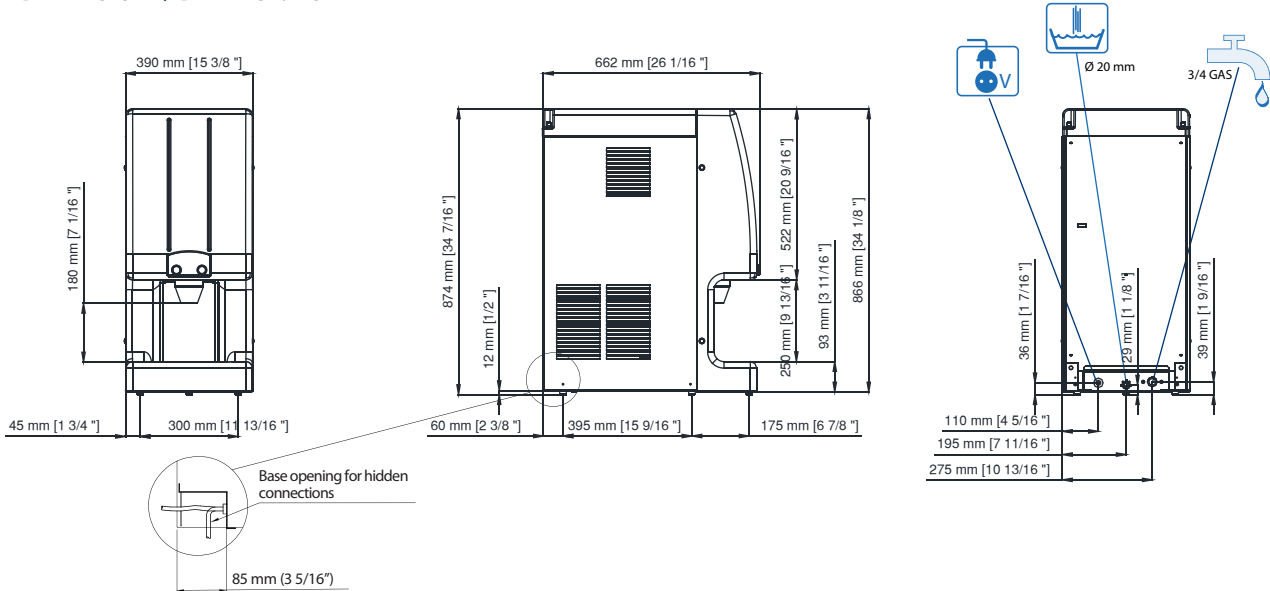 390 mm [15 3/8 "]
180 mm [7 1/16 "]
45 mm [1 3/4 "]
300 mm [11 13/16 "]
Base opening for hidden
connections
85 mm (3 5/16”)
662 mm [26 1/16 "]
874 mm [34 7/16 "]
12 mm [1/2 "]
522 mm [20 9/16 "]
250 mm [9 13/16 "]
93 mm [3 11/16 "]
866 mm [34 1/8 "]
60 mm [2 3/8 "]
395 mm [15 9/16 "]
175 mm [6 7/8 "]
V
Ø 20 mm
3/4 GAS
36 mm [1 7/16 "]
29 mm [1 1/8 "]
39 mm [1 9/16 "]
110 mm [4 5/16 "]
195 mm [7 11/16 "]
275 mm [10 13/16 "]